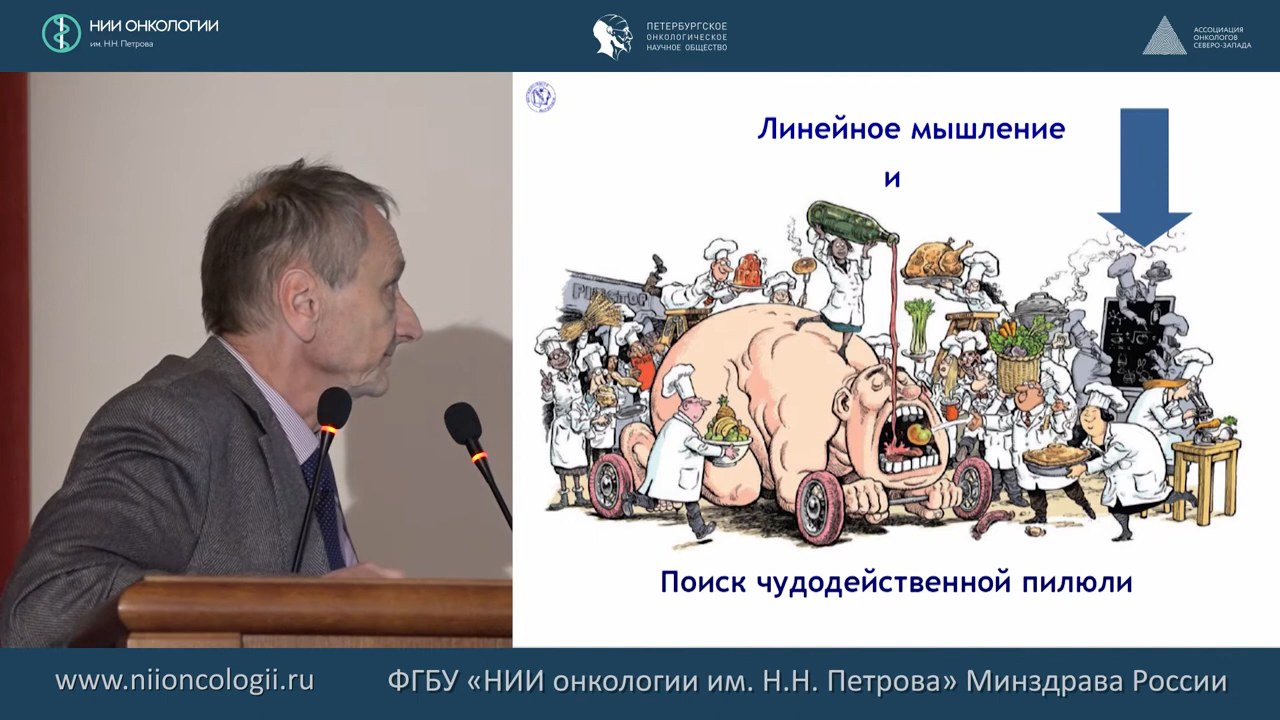 НИИ ОНКОЛОГИИ
им. Н.Н Петрова
ПЕТЕРБУРГСКОЕ
ОНКОЛОГИЧЕСКОЕ
НАУЧНОЕ ОБЩЕСТВО
АССОЦИАЦИЯ
ОНКОЛОГОВ
СЕВЕРО-ЗАПАДА
Линейное мышление
и
Поиск чудодейственной пилюли
www.niioncologii.ru
ФГБУ «НИИ онкологии им. Н.Н. Петрова» Минздрава России